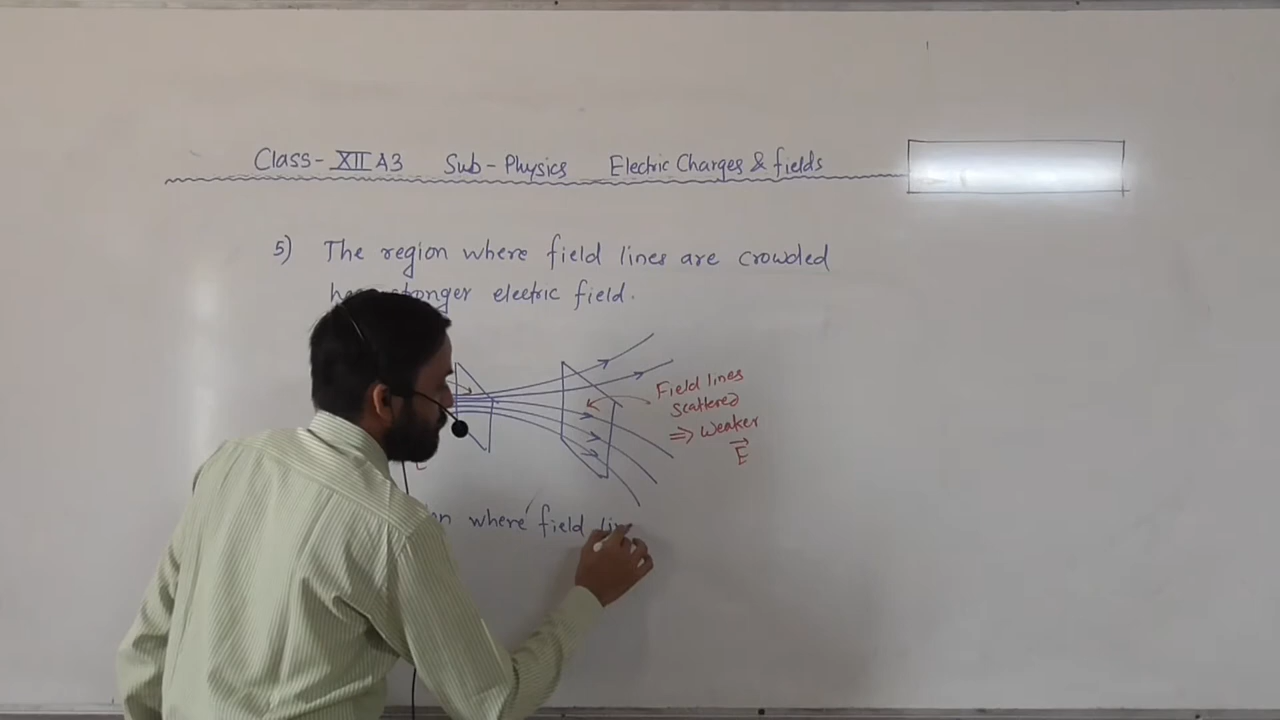 Class - XII A3 Sub - Physics Electric Charges & fields
5) The region where field lines are crowded
stonger electric field.
Field lines
scattered
⇒ Weaker
E
where field